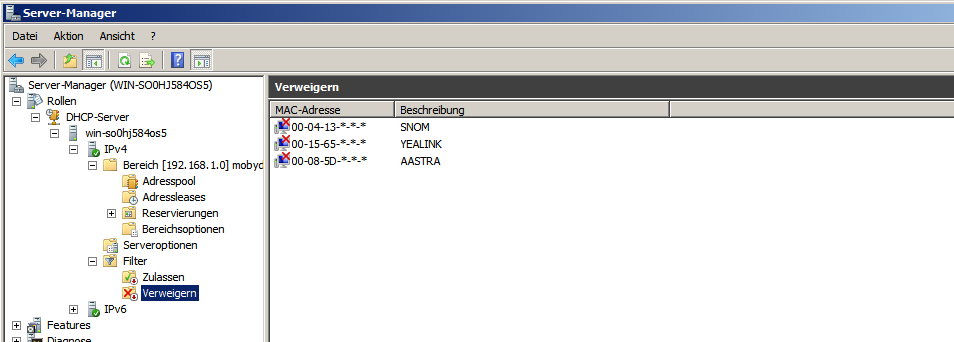 Server-Manager
Datei Aktion Ansicht ?
Server-Manager (WIN-SO0HJ584OS5)
Rollen
DHCP-Server
win-so0hj584os5
IPv4
Bereich [192.168.1.0] mobyd
Adresspool
Adressleases
Reservierungen
Bereichsoptionen
Serveroptionen
Filter
Zulassen
Verweigern
IPv6
Features
Diagnose
Verweigern
MAC-Adresse Beschreibung
00-04-13-*-*-* SNOM
00-15-65-*-*-* YEALINK
00-08-5D-*-*-* AASTRA